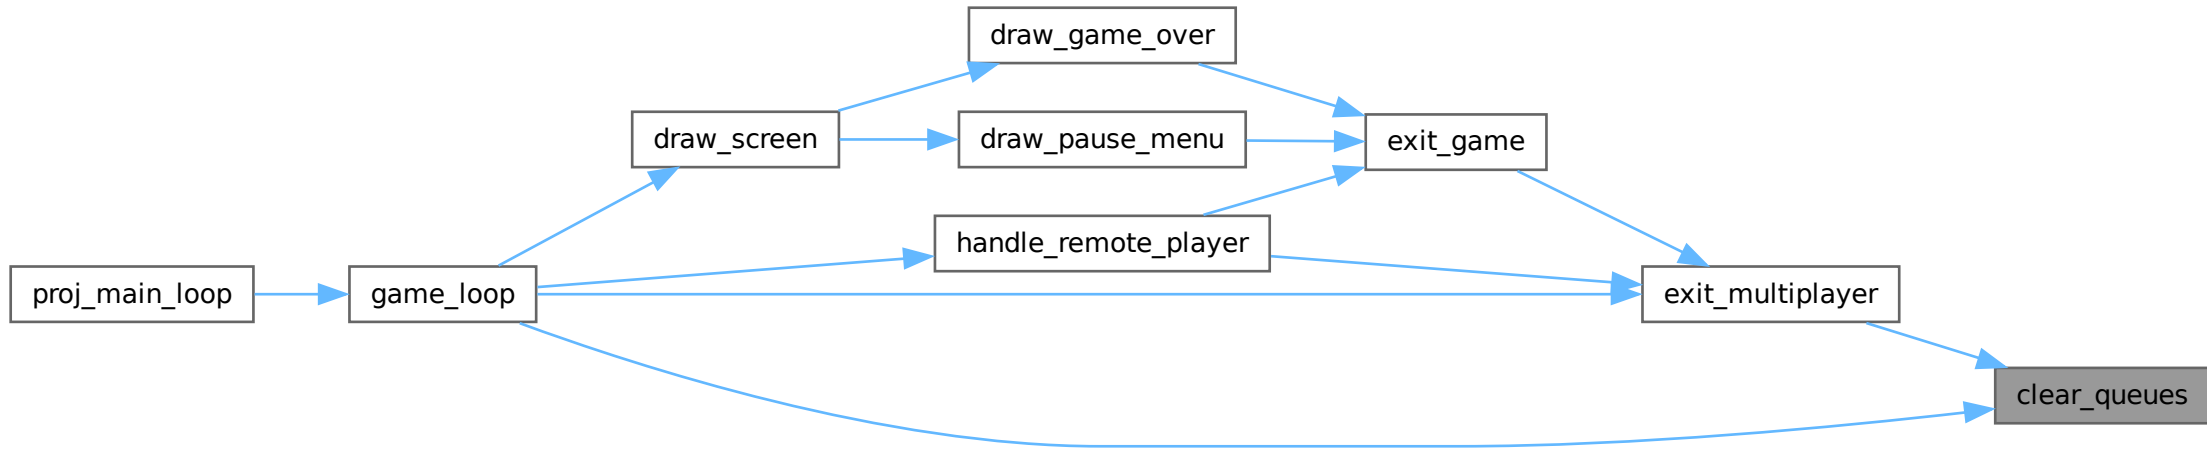 draw_game_over
draw_screen
draw_pause_menu
exit_game
handle_remote_player
proj_main_loop
game_loop
exit_multiplayer
clear_queues